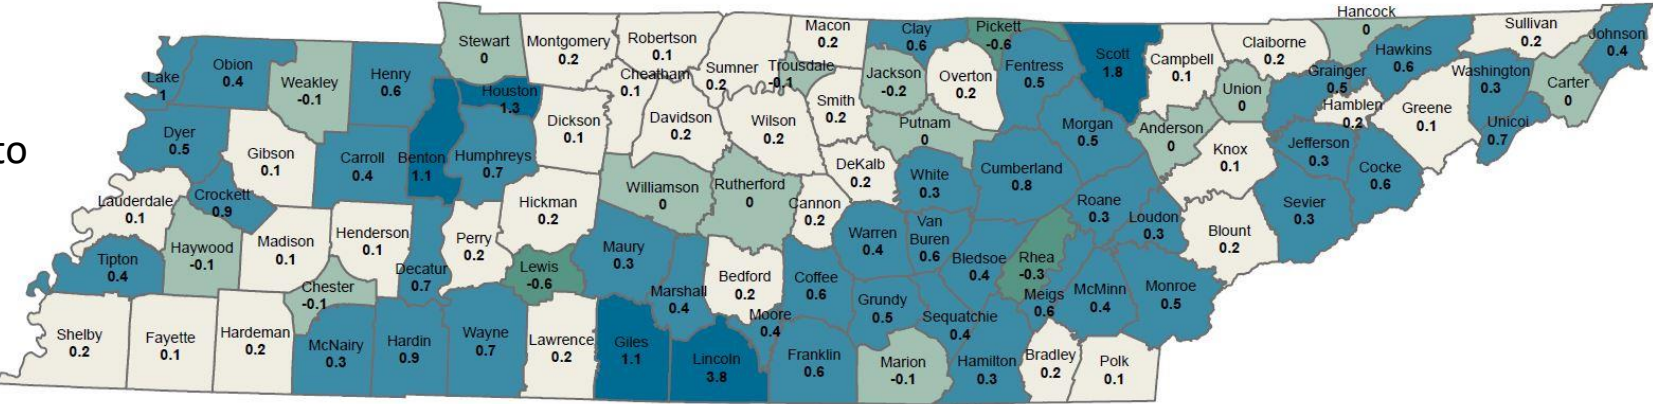 to
Lake
1
Obion
0.4
Weakley
-0.1
Henry
0.6
Stewart
0
Montgomery
0.2
Robertson
0.1
Sumner
0.2
Trousdale
-0.1
Macon
0.2
Clay
0.6
Pickett
-0.6
Scott
1.8
Campbell
0.1
Claiborne
0.2
Hancock
0
Hawkins
0.6
Sullivan
0.2
Johnson
0.4
Carter
0
Washington
0.3
Unicoi
0.7
Greene
0.1
Grainger
0.5
Hamblen
0.2
Union
0
Fentress
0.5
Overton
0.2
Jackson
-0.2
Smith
0.2
Cheatham
0.1
Houston
1.3
Dickson
0.1
Davidson
0.2
Wilson
0.2
Putnam
0
Morgan
0.5
Anderson
0
Knox
0.1
Jefferson
0.3
Cocke
0.6
Sevier
0.3
Dyer
0.5
Gibson
0.1
Carroll
0.4
Benton
1.1
Humphreys
0.7
Williamson
0
Rutherford
0
Cannon
0.2
DeKalb
0.2
White
0.3
Cumberland
0.8
Roane
0.3
Loudon
0.3
Blount
0.2
Lauderdale
0.1
Crockett
0.9
Haywood
-0.1
Madison
0.1
Henderson
0.1
Decatur
0.7
Perry
0.2
Hickman
0.2
Lewis
-0.6
Maury
0.3
Marshall
0.4
Bedford
0.2
Coffee
0.6
Warren
0.4
Van
Buren
0.6
Bledsoe
0.4
Rhea
-0.3
Meigs
0.6
McMinn
0.4
Monroe
0.5
Tipton
0.4
Chester
-0.1
Shelby
0.2
Fayette
0.1
Hardeman
0.2
McNairy
0.3
Hardin
0.9
Wayne
0.7
Lawrence
0.2
Giles
1.1
Lincoln
3.8
Moore
0.4
Franklin
0.6
Grundy
0.5
Sequatchie
0.4
Marion
-0.1
Hamilton
0.3
Bradley
0.2
Polk
0.1